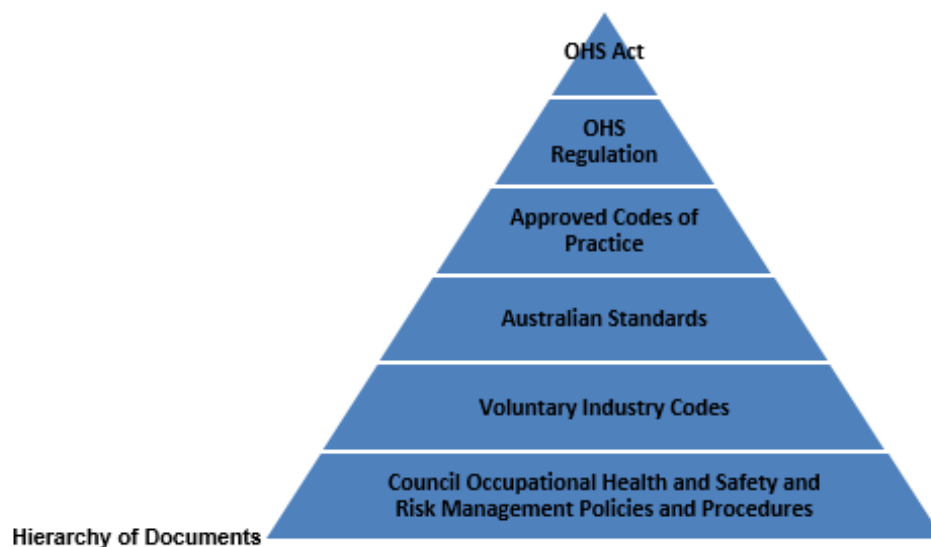 OHS Act
OHS
Regulation
Approved Codes of
Practice
Australian Standards
Voluntary Industry Codes
Council Occupational Health and Safety and
Risk Management Policies and Procedures
Hierarchy of Documents